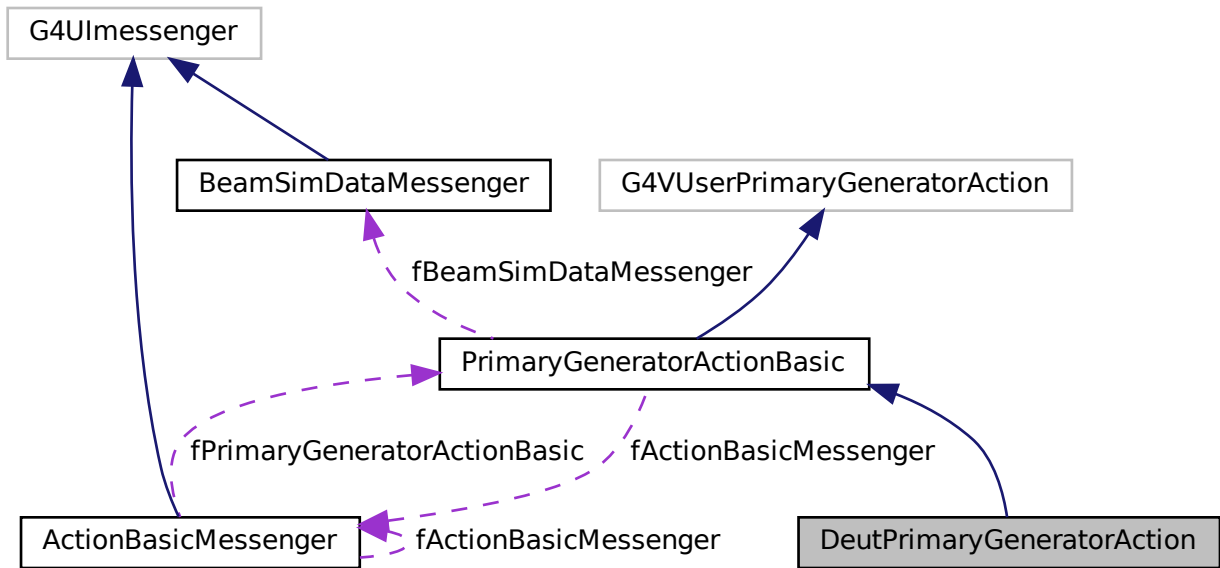 G4UImessenger
BeamSimDataMessenger
G4VUserPrimaryGeneratorAction
fBeamSimDataMessenger
PrimaryGeneratorActionBasic
fPrimaryGeneratorActionBasic
fActionBasicMessenger
ActionBasicMessenger
fActionBasicMessenger
DeutPrimaryGeneratorAction